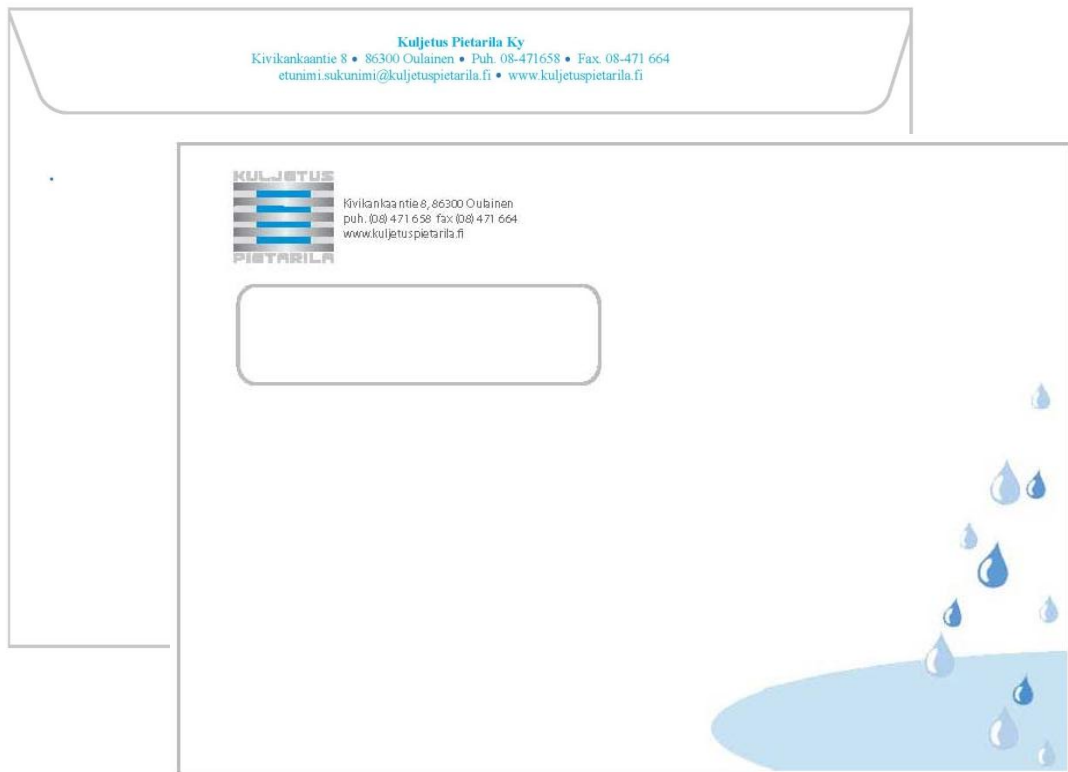 Kuljetus Pietarila Ky
Kivikankaantie 8 • 86300 Oulainen • Puh. 08-471658 • Fax. 08-471 664
etunimi.sukunimi@kuljetuspietarila.fi • www.kuljetuspietarila.fi
KULJETUS
PIETARILA
Kivikankaantie 8, 86300 Oulainen
puh. (08) 471 658 fax (08) 471 664
www.kuljetuspietarila.fi